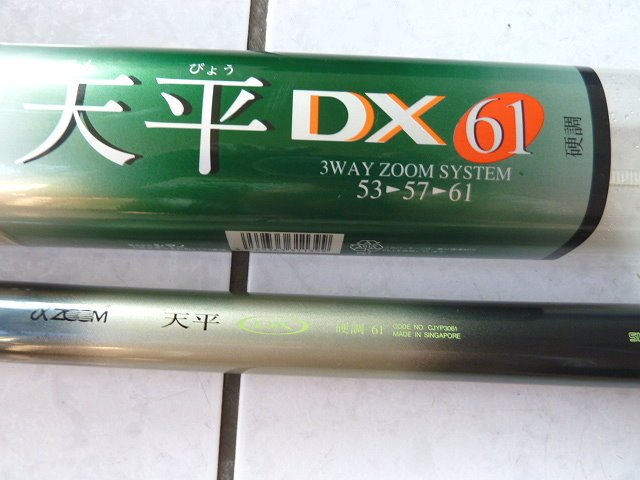 びょう
天平 DX 61
硬調
3WAY ZOOM SYSTEM
53►57►61
αZOOM 天平 DX 硬調 61
CODE NO. CJYP3061
MADE IN SINGAPORE